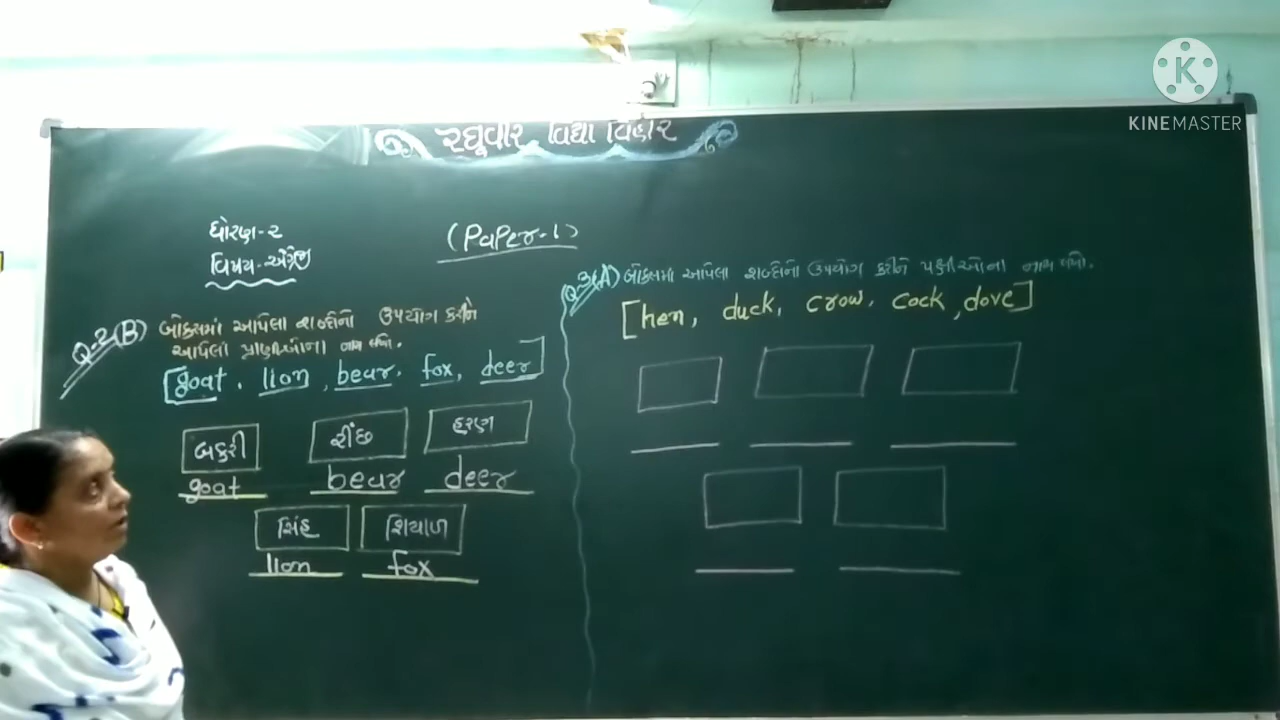 KINEMASTER
રઘુવીર વિદ્યા વિહાર
ધોરણ-૨
વિષય-અંગ્રેજી
(PaPer-1)
Q-2(B) બોકસમાં આપેલા શબ્દોનો ઉપયોગ કરીને
આપેલા પ્રાણીઓના નામ લખો.
[goat, lion, bear, fox, deer]
બકરી રીંછ હરણ
goat bear deer
સિંહ શિયાળ
lion fox
Q-3(A) બોકસમાં આપેલા શબ્દોનો ઉપયોગ કરીને પક્ષીઓના નામ લખો.
[hen, duck, crow, cock, dove]